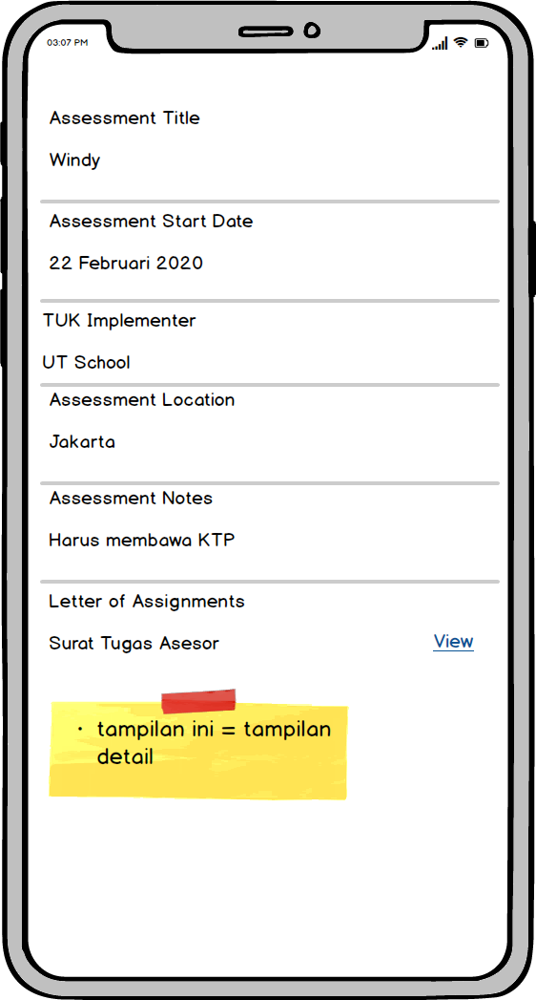 03:07 PM
Assessment Title
Windy
Assessment Start Date
22 Februari 2020
TUK Implementer
UT School
Assessment Location
Jakarta
Assessment Notes
Harus membawa KTP
Letter of Assignments
Surat Tugas Asesor View
• tampilan ini = tampilan
detail